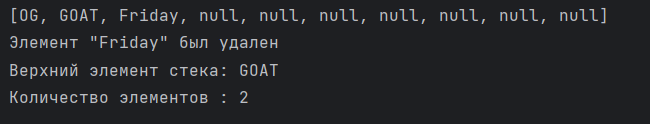 [OG, GOAT, Friday, null, null, null, null, null, null, null]
Элемент "Friday" был удален
Верхний элемент стека: GOAT
Количество элементов : 2